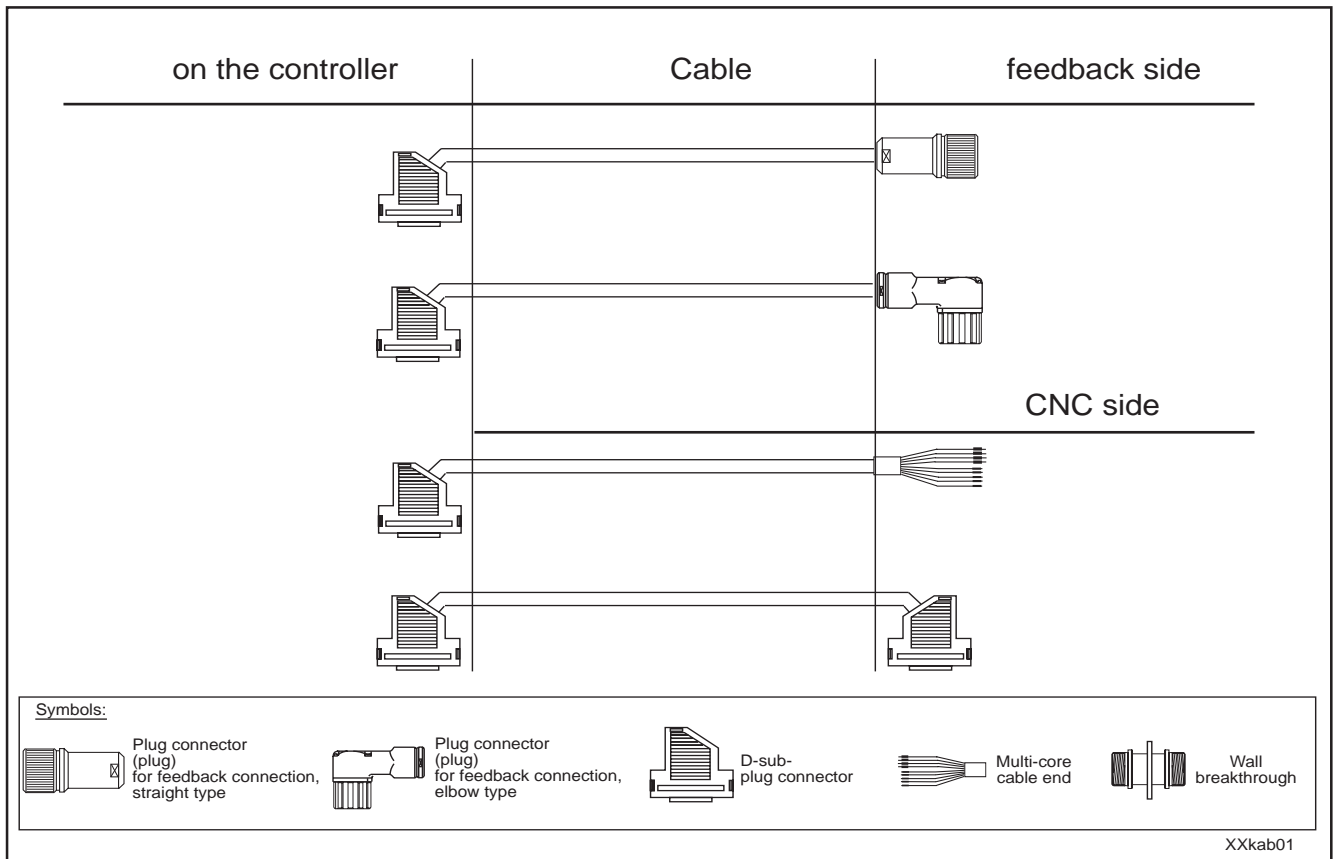 on the controller
Cable
feedback side
CNC side
Symbols:
Plug connector
(plug)
for feedback connection,
straight type
Plug connector
(plug)
for feedback connection,
elbow type
D-sub-
plug connector
Multi-core
cable end
Wall
breakthrough
XXkab01